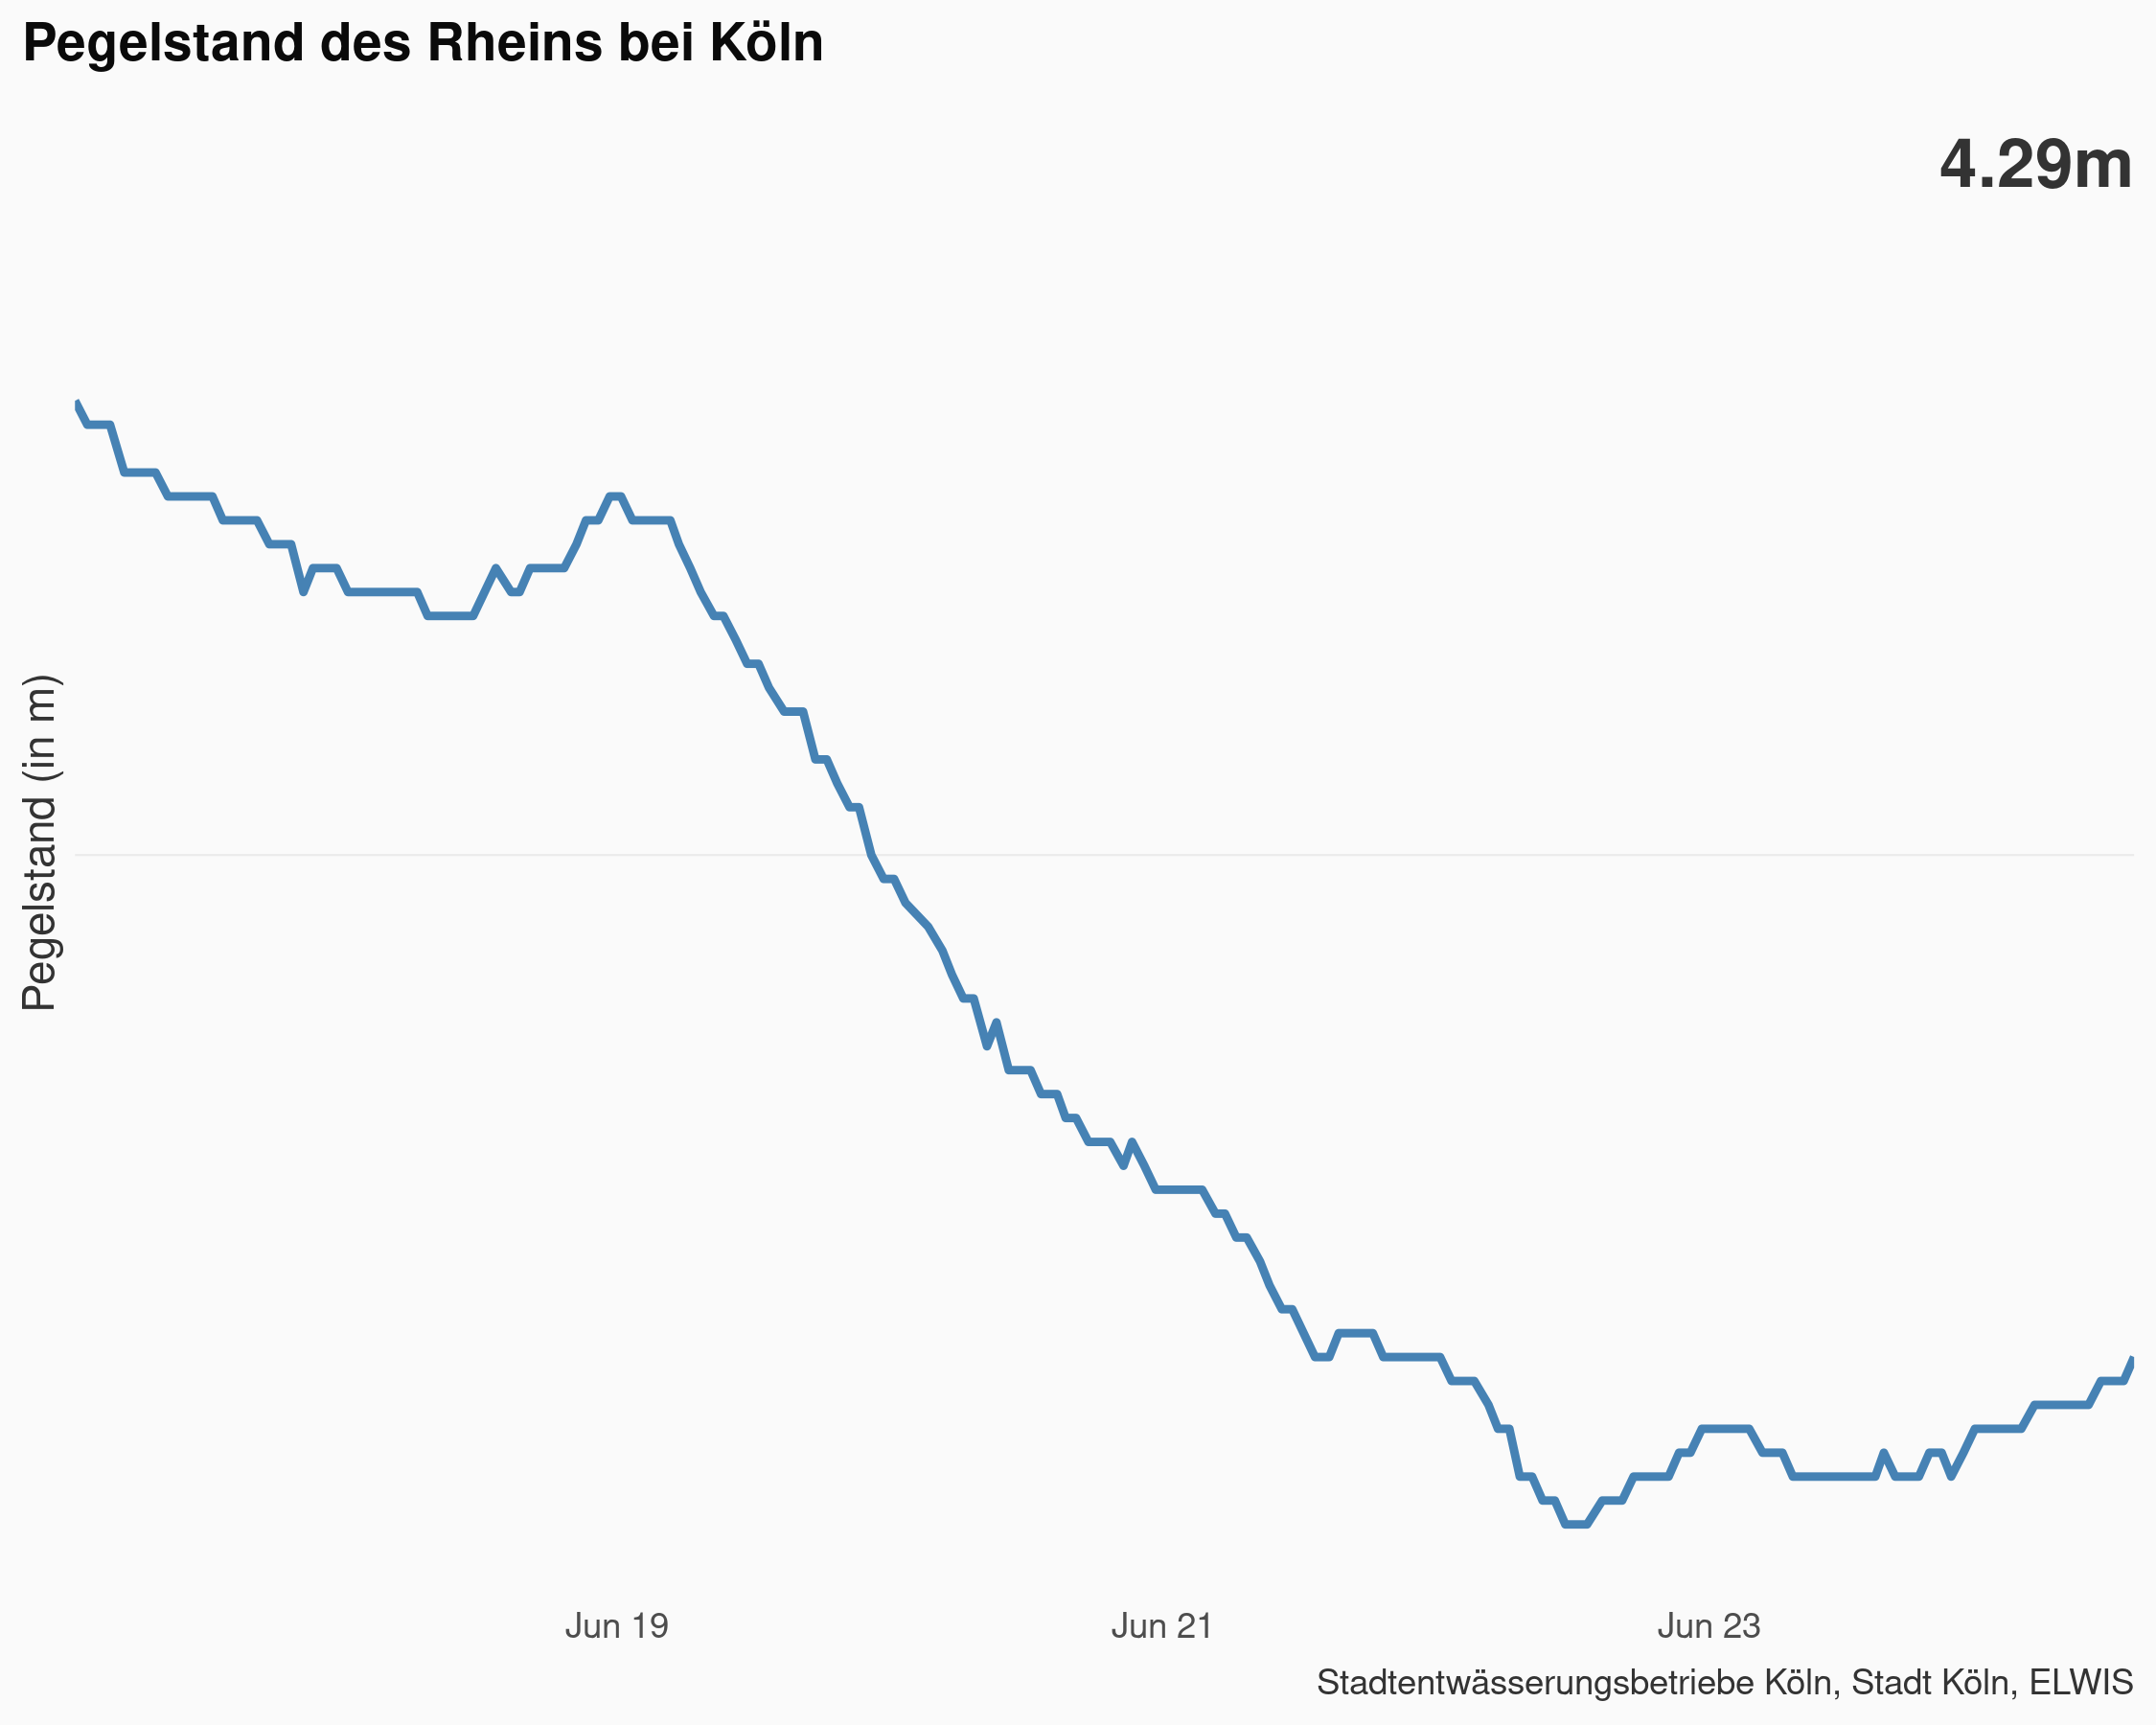 Pegelstand des Rheins bei Köln
4.29m
Pegelstand (in m)
Jun 19
Jun 21
Jun 23
Stadtentwässerungsbetriebe Köln, Stadt Köln, ELWIS